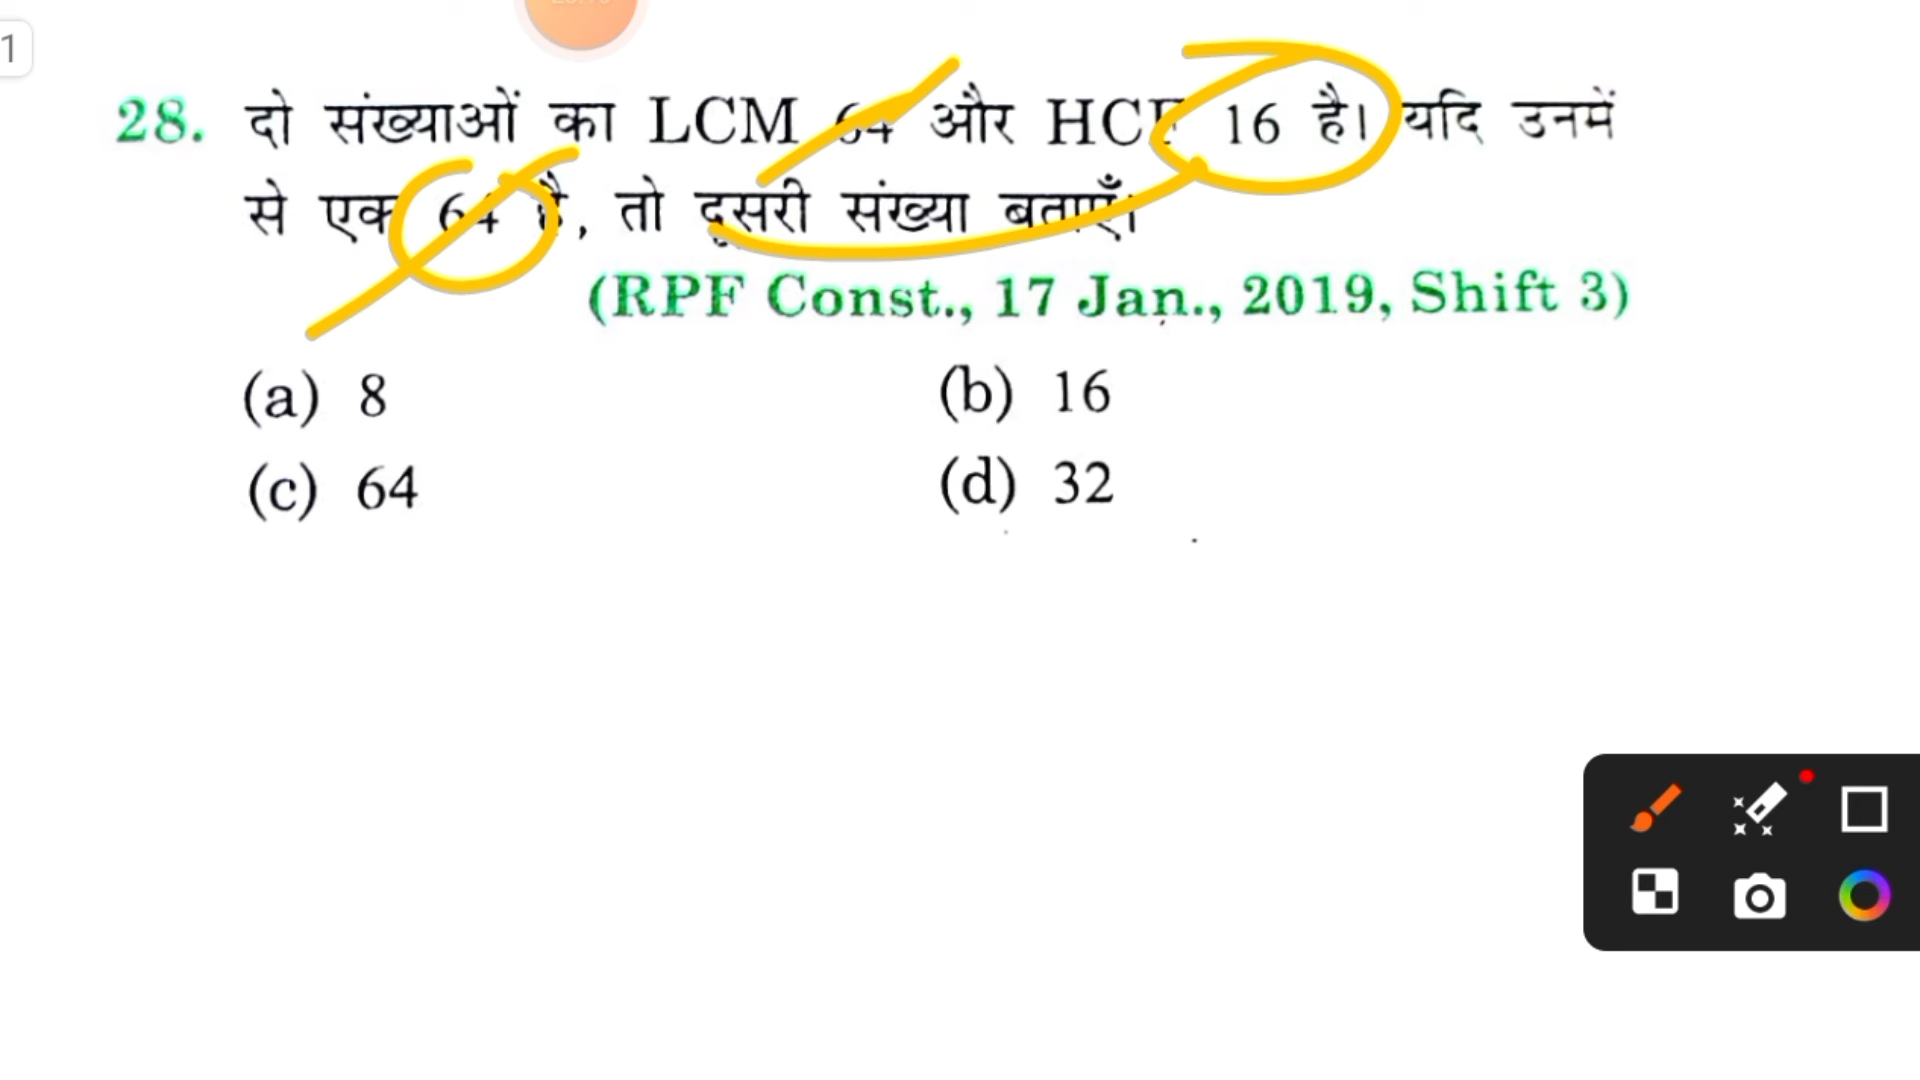 1
28. दो संख्याओं का LCM 64 और HCF 16 है। यदि उनमें
से एक 64 है, तो दूसरी संख्या बताएँ।
(RPF Const., 17 Jan., 2019, Shift 3)
(a) 8 (b) 16
(c) 64 (d) 32